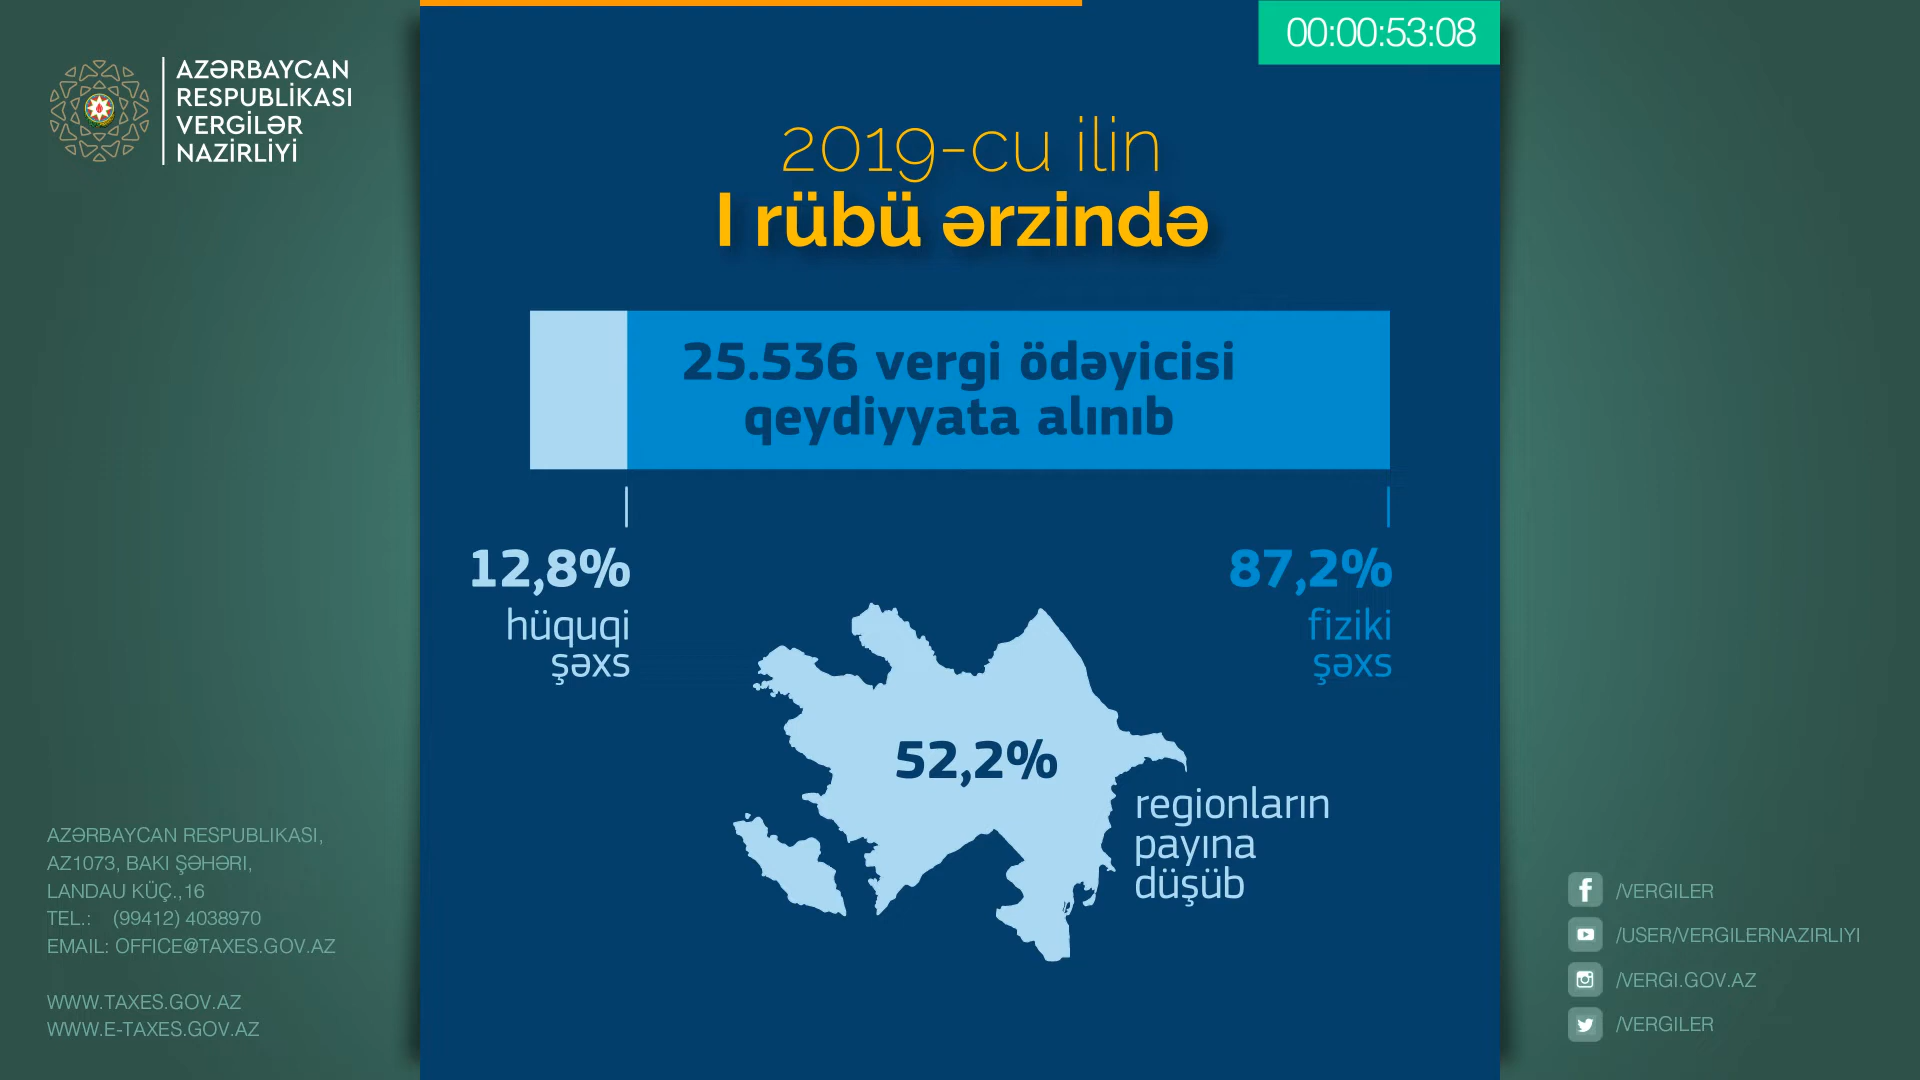 AZƏRBAYCAN
RESPUBLİKASI
VERGİLƏR
NAZİRLİYİ
00:00:53:08
2019-cu ilin
I rübü ərzində
25.536 vergi ödəyicisi
qeydiyyata alınıb
12,8%
hüquqi
şəxs
87,2%
fiziki
şəxs
52,2%
regionların
payına
düşüb
AZƏRBAYCAN RESPUBLIKASI,
AZ1073, BAKI ŞƏHƏRI,
LANDAU KÜÇ.,16
TEL.: (99412) 4038970
EMAIL: OFFICE@TAXES.GOV.AZ
WWW.TAXES.GOV.AZ
WWW.E-TAXES.GOV.AZ
/VERGILER
/USER/VERGILERNAZIRLIYI
/VERGI.GOV.AZ
/VERGILER